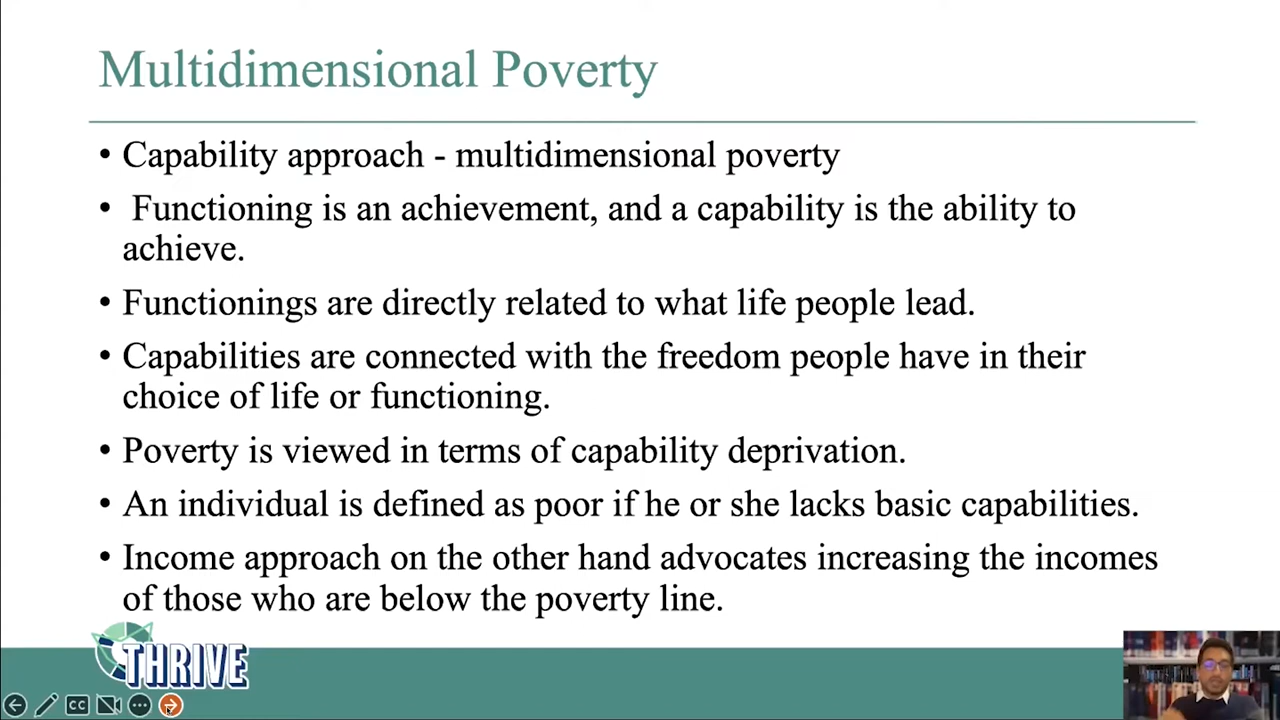 Multidimensional Poverty
• Capability approach - multidimensional poverty
• Functioning is an achievement, and a capability is the ability to
achieve.
• Functionings are directly related to what life people lead.
• Capabilities are connected with the freedom people have in their
choice of life or functioning.
• Poverty is viewed in terms of capability deprivation.
• An individual is defined as poor if he or she lacks basic capabilities.
• Income approach on the other hand advocates increasing the incomes
of those who are below the poverty line.
THRIVE
CC